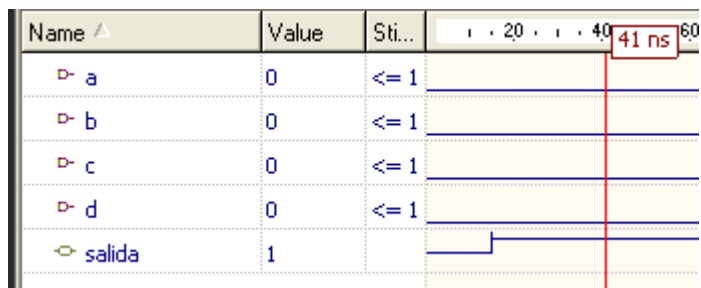 Name Value Sti... 20 40 60
41 ns
a 0 <= 1
b 0 <= 1
c 0 <= 1
d 0 <= 1
salida 1